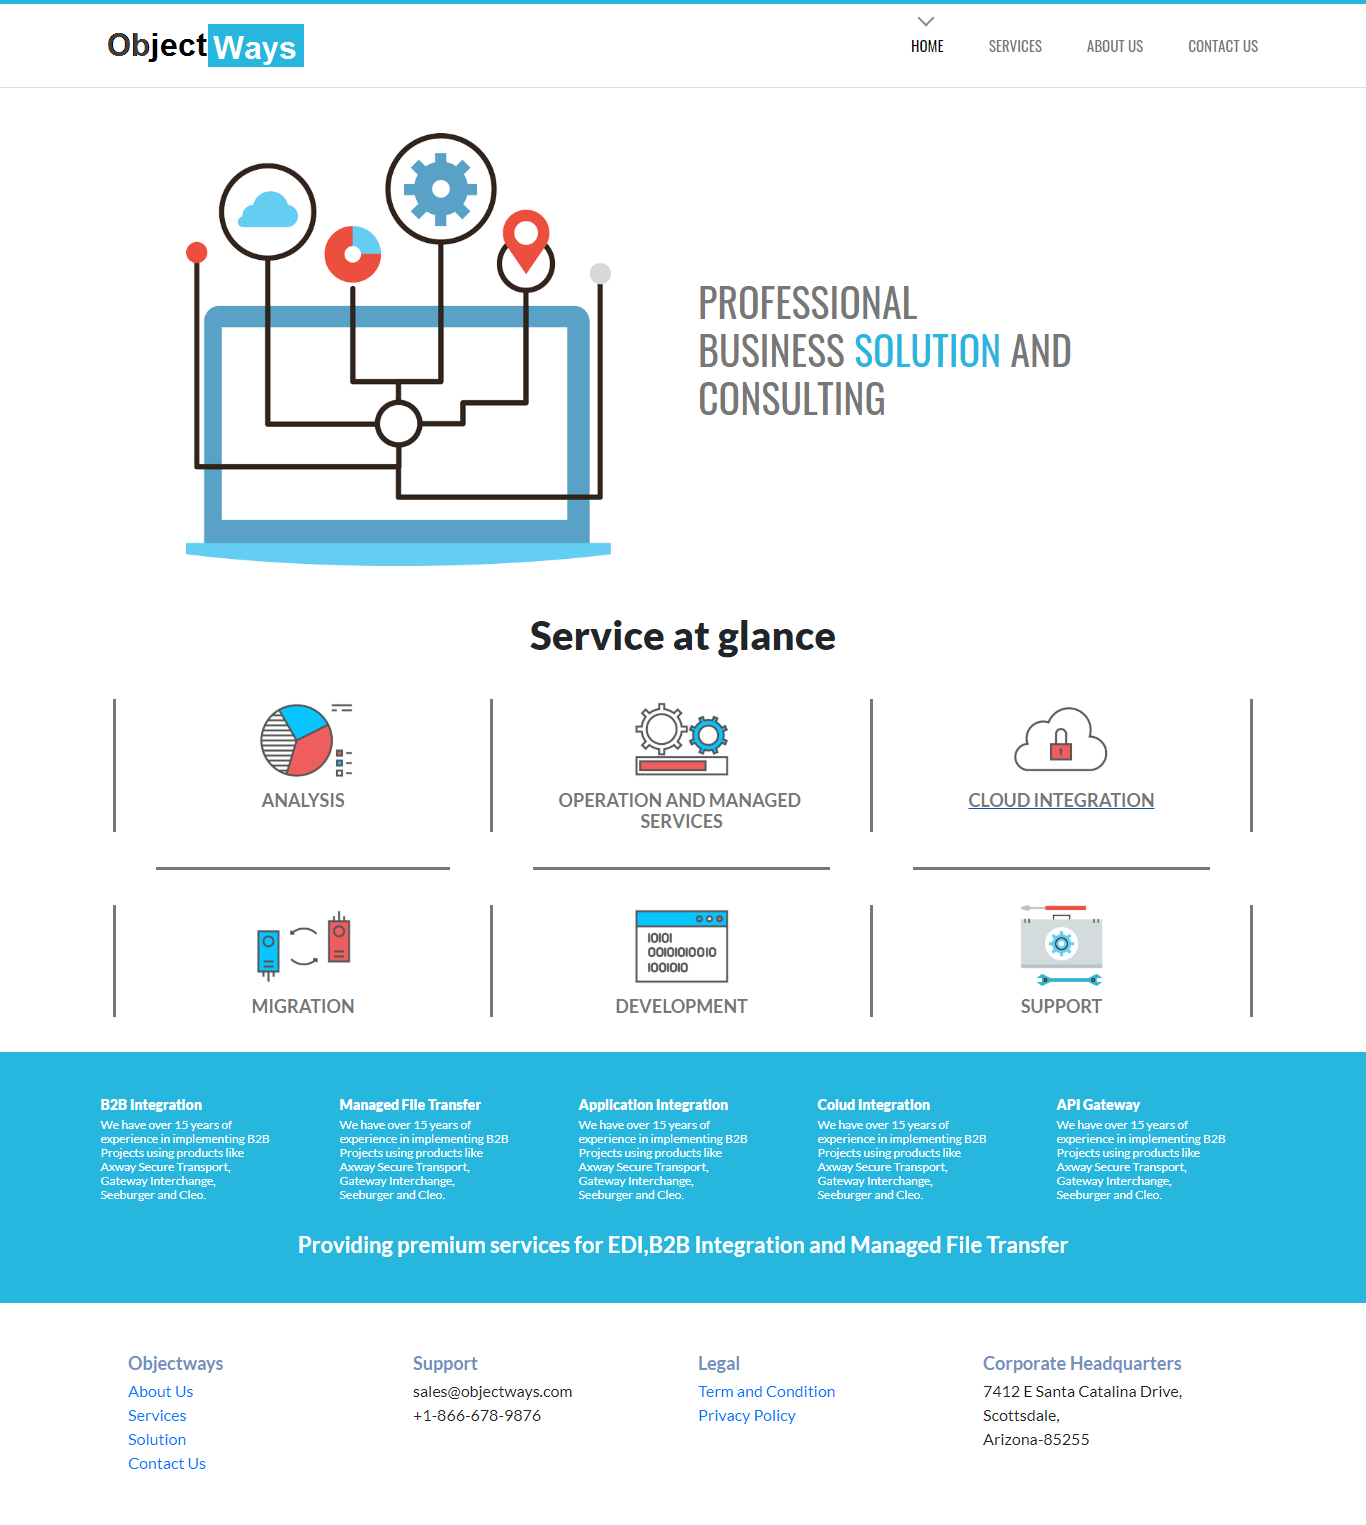 ObjectWays
HOME SERVICES ABOUT US CONTACT US
PROFESSIONAL
BUSINESS SOLUTION AND
CONSULTING
Service at glance
ANALYSIS
OPERATION AND MANAGED
SERVICES
CLOUD INTEGRATION
MIGRATION
10101
00101010010
1001010
DEVELOPMENT
SUPPORT
B2B Integration
We have over 15 years of
experience in implementing B2B
Projects using products like
Axway Secure Transport,
Gateway Interchange,
Seeburger and Cleo.
Managed File Transfer
We have over 15 years of
experience in implementing B2B
Projects using products like
Axway Secure Transport,
Gateway Interchange,
Seeburger and Cleo.
Application Integration
We have over 15 years of
experience in implementing B2B
Projects using products like
Axway Secure Transport,
Gateway Interchange,
Seeburger and Cleo.
Colud Integration
We have over 15 years of
experience in implementing B2B
Projects using products like
Axway Secure Transport,
Gateway Interchange,
Seeburger and Cleo.
API Gateway
We have over 15 years of
experience in implementing B2B
Projects using products like
Axway Secure Transport,
Gateway Interchange,
Seeburger and Cleo.
Providing premium services for EDI,B2B Integration and Managed File Transfer
Objectways
About Us
Services
Solution
Contact Us
Support
sales@objectways.com
+1-866-678-9876
Legal
Term and Condition
Privacy Policy
Corporate Headquarters
7412 E Santa Catalina Drive,
Scottsdale,
Arizona-85255